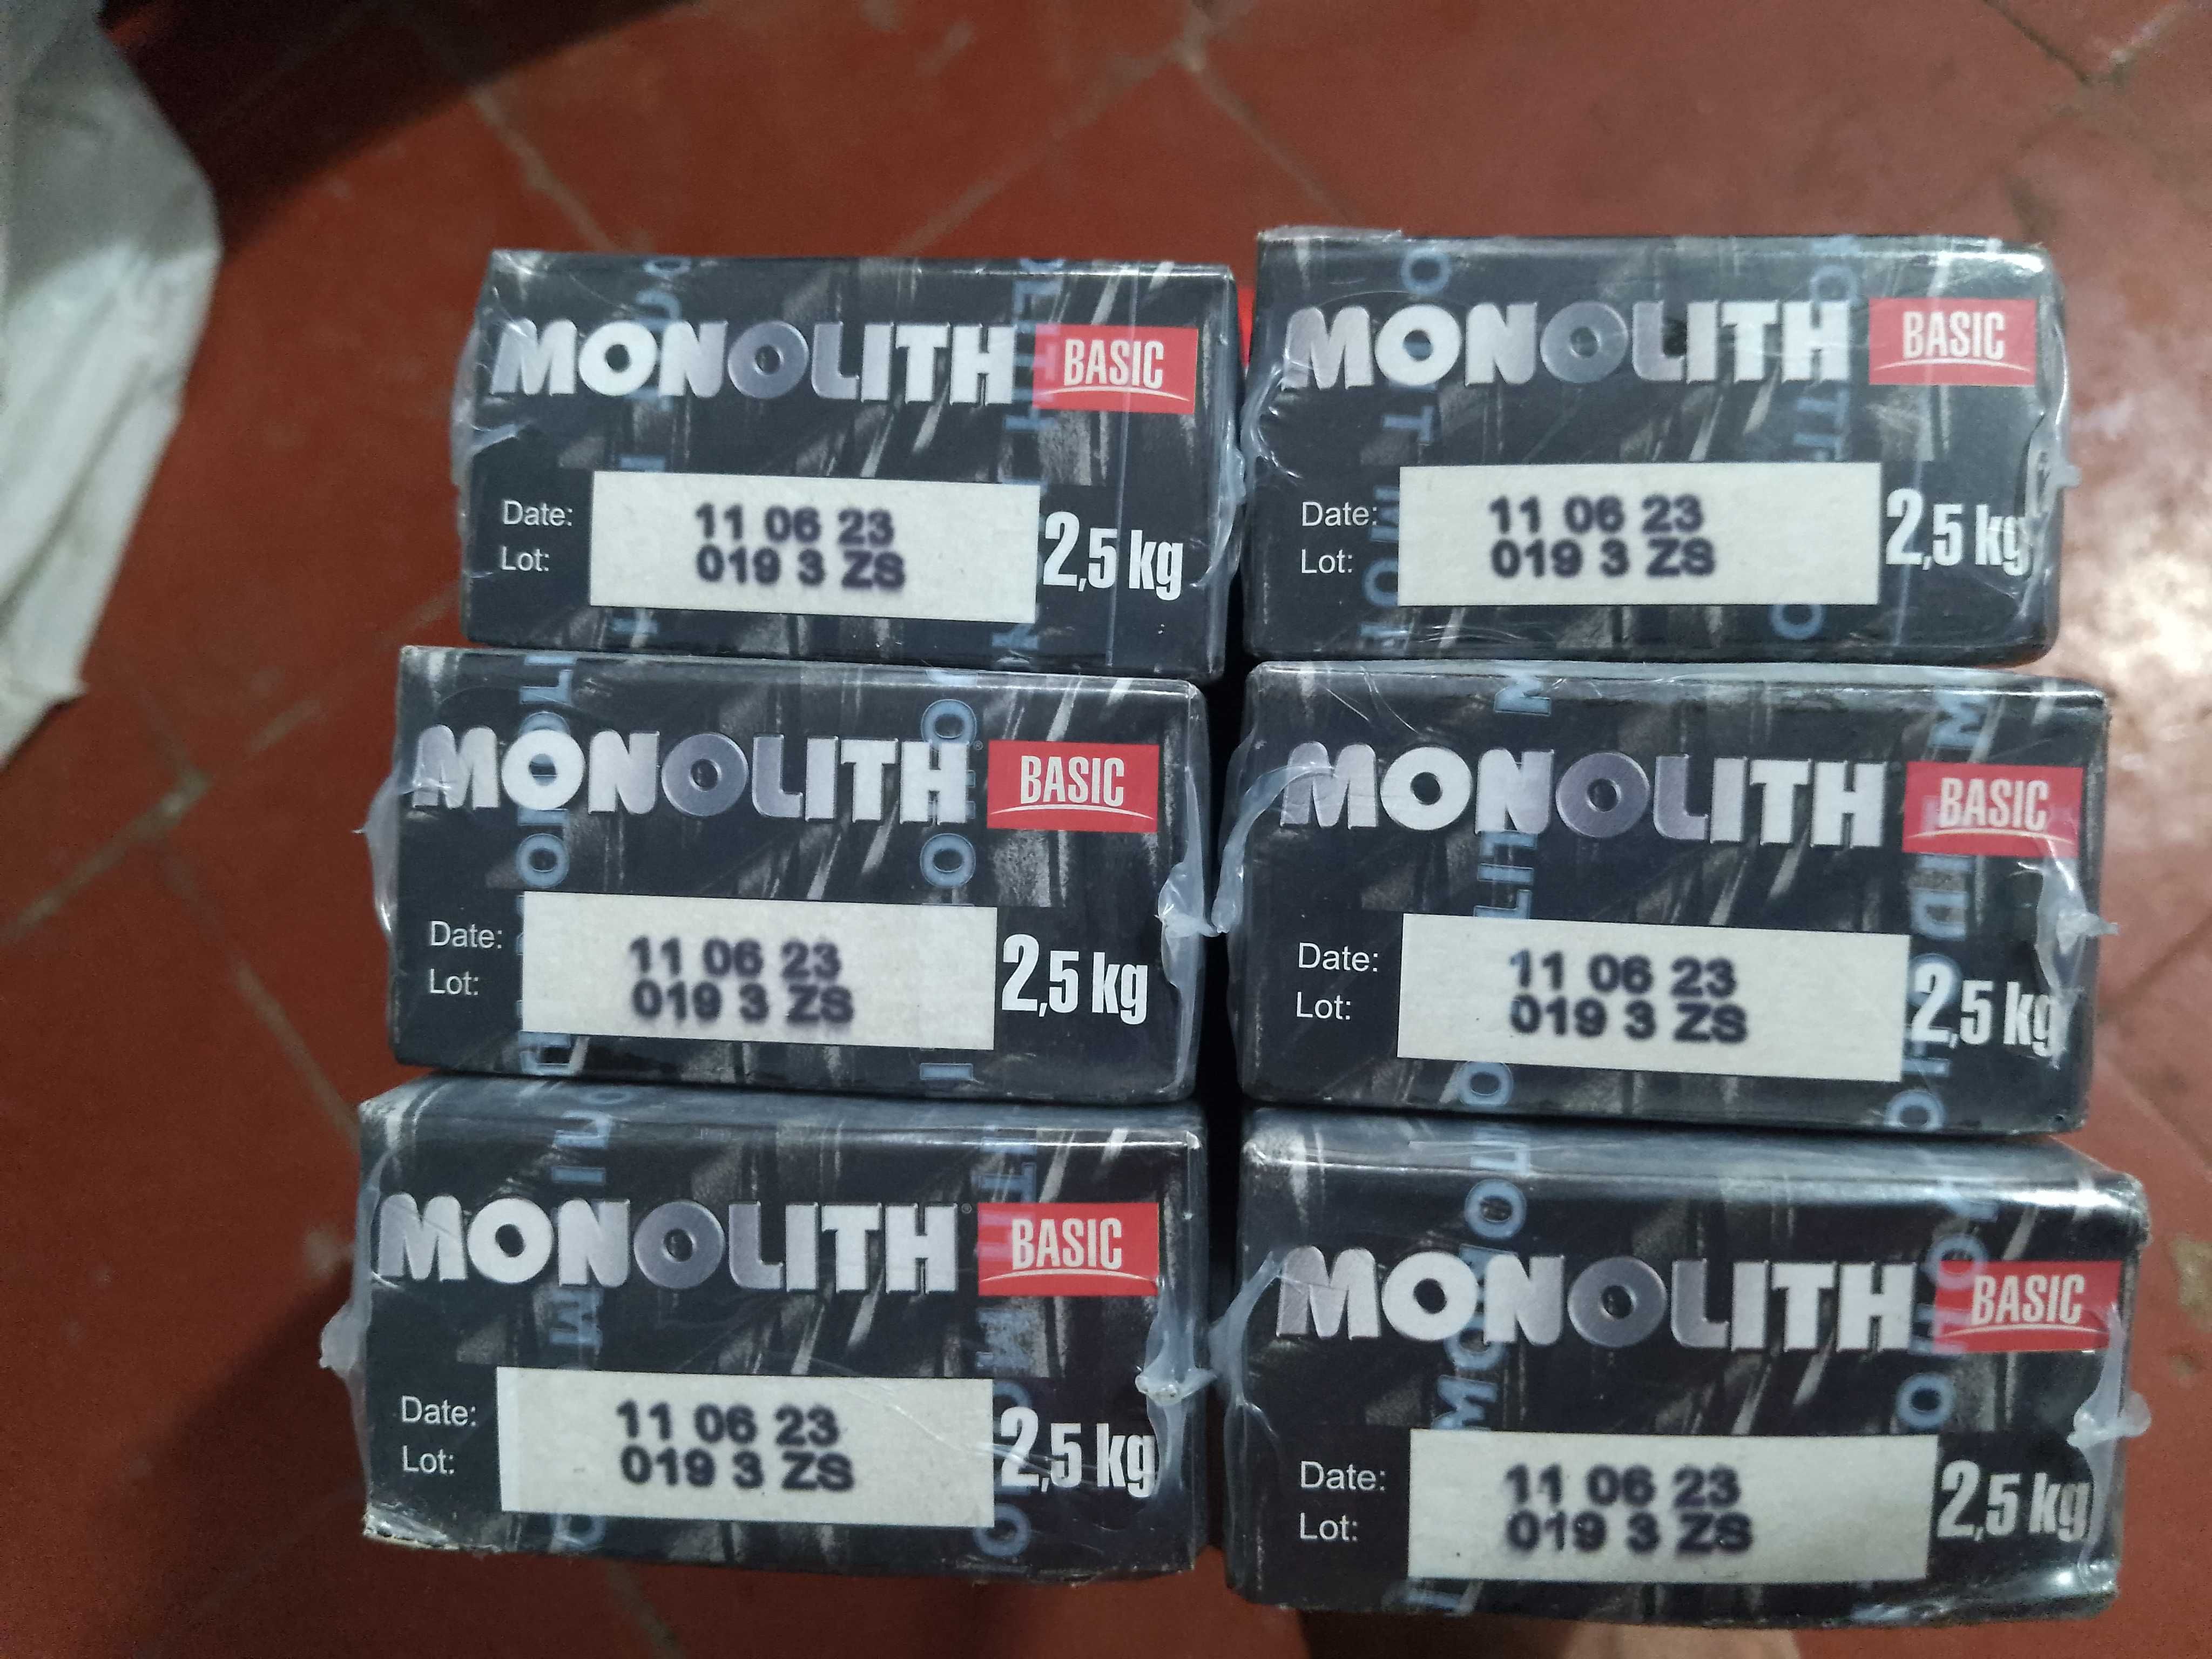 MONOLITH BASIC
Date: 11 06 23
Lot: 019 3 ZS
2,5 kg
MONOLITH BASIC
Date: 11 06 23
Lot: 019 3 ZS
2,5 kg
MONOLITH® BASIC
Date: 11 06 23
Lot: 019 3 ZS
2,5 kg
MONOLITH BASIC
Date: 11 06 23
Lot: 019 3 ZS
2,5 kg
MONOLITH® BASIC
Date: 11 06 23
Lot: 019 3 ZS
2,5 kg
MONOLITH BASIC
Date: 11 06 23
Lot: 019 3 ZS
2,5 kg